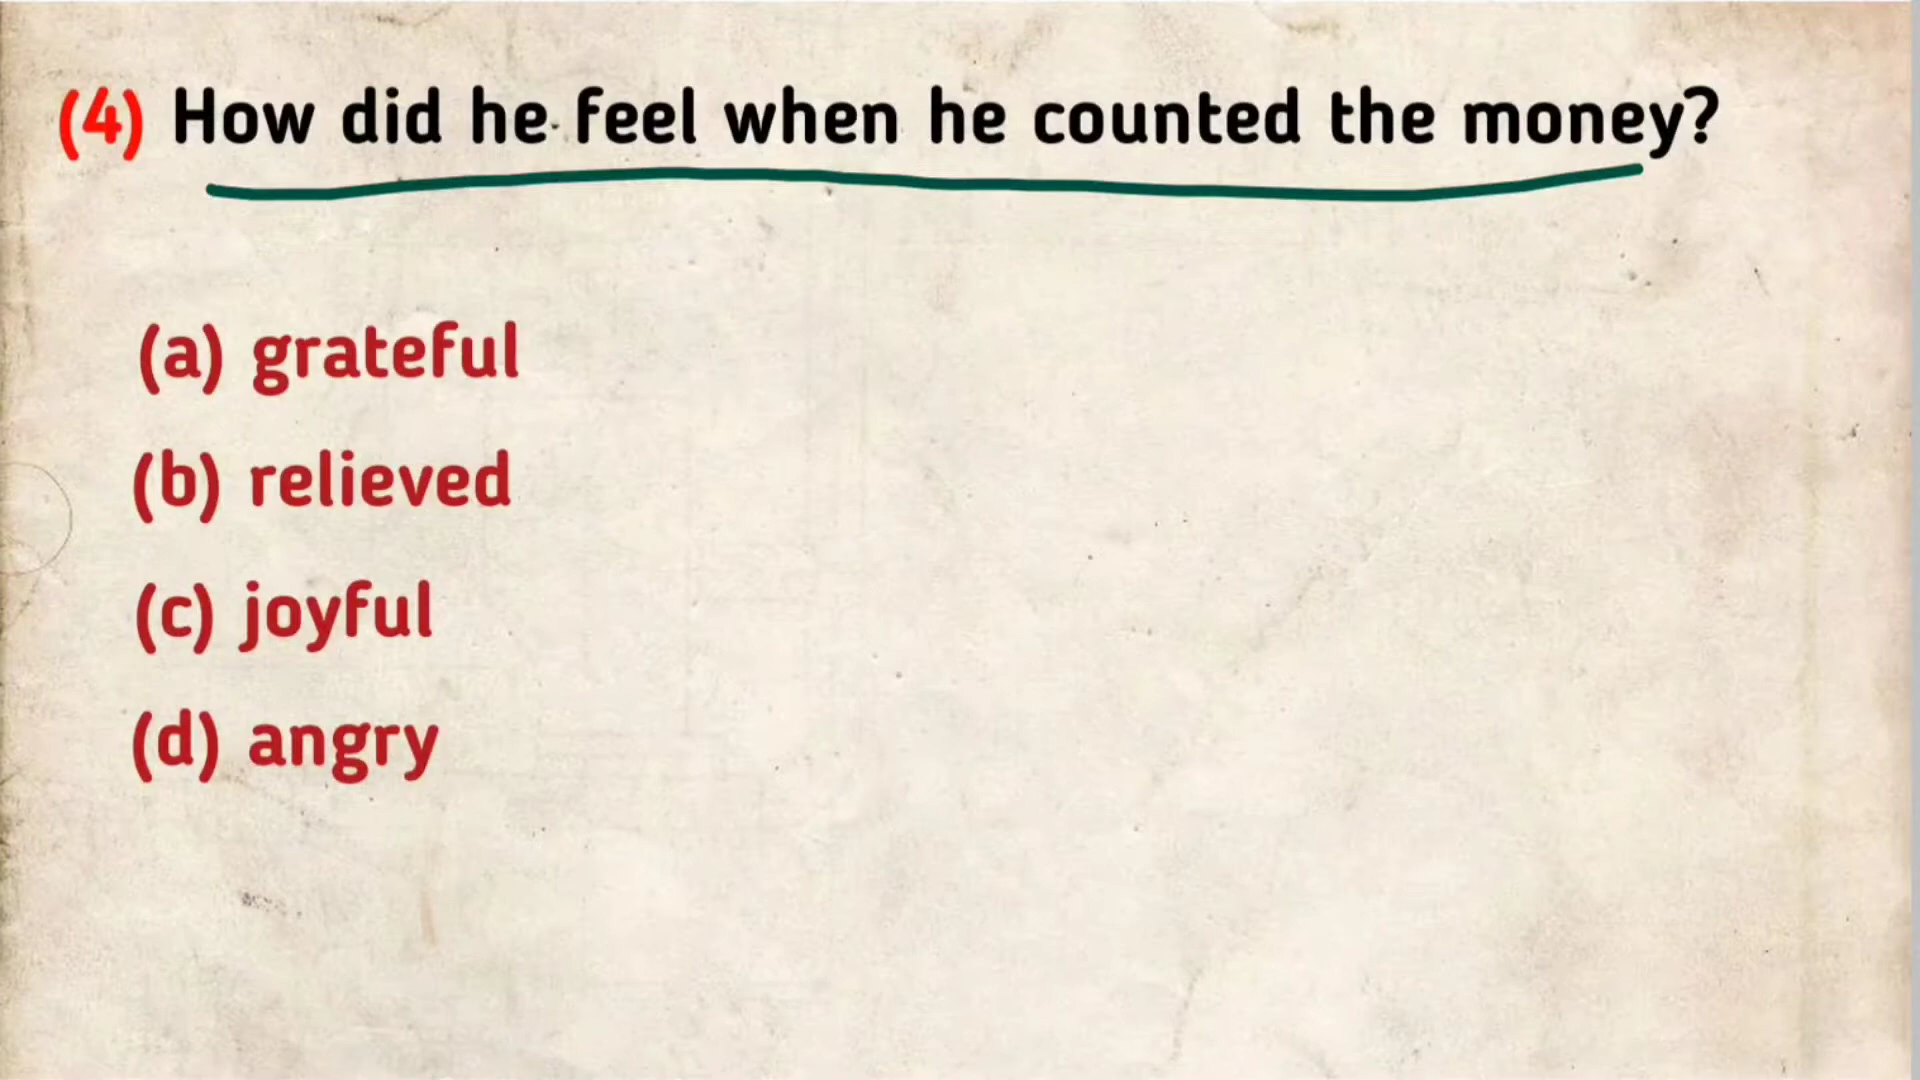 (4) How did he feel when he counted the money?
(a) grateful
(b) relieved
(c) joyful
(d) angry